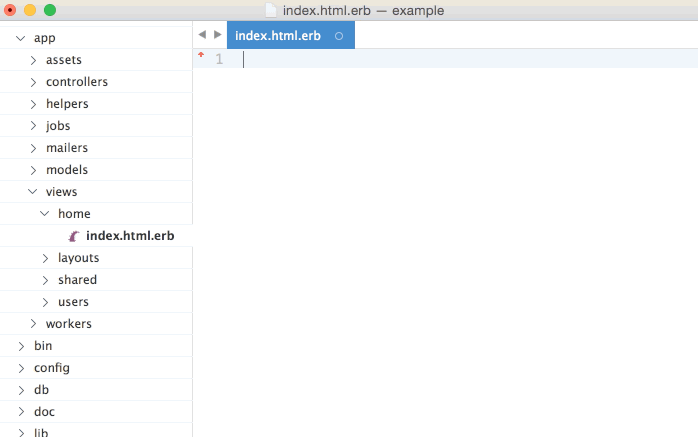 index.html.erb — example
app
assets
controllers
helpers
jobs
mailers
models
views
home
index.html.erb
layouts
shared
users
workers
bin
config
db
doc
lib
index.html.erb
1